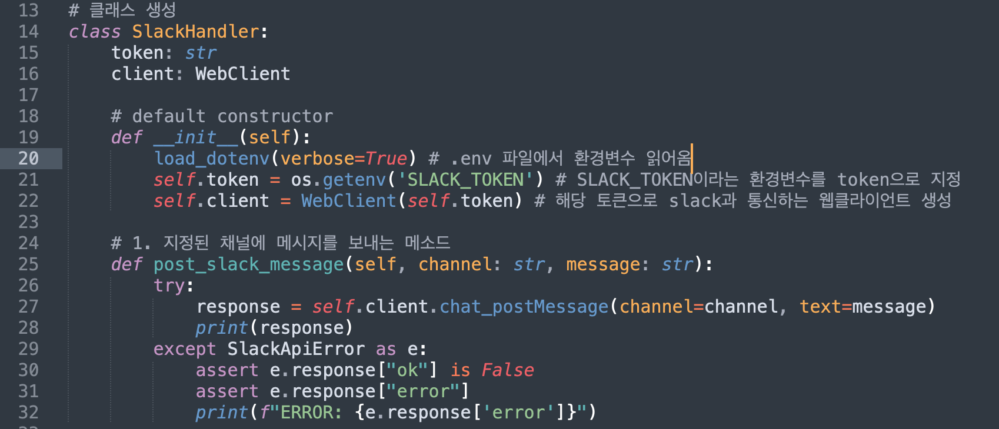 13 # 클래스 생성
14 class SlackHandler:
15     token: str
16     client: WebClient
17
18     # default constructor
19     def __init__(self):
20         load_dotenv(verbose=True) # .env 파일에서 환경변수 읽어옴
21         self.token = os.getenv('SLACK_TOKEN') # SLACK_TOKEN이라는 환경변수를 token으로 지정
22         self.client = WebClient(self.token) # 해당 토큰으로 slack과 통신하는 웹클라이언트 생성
23
24     # 1. 지정된 채널에 메시지를 보내는 메소드
25     def post_slack_message(self, channel: str, message: str):
26         try:
27             response = self.client.chat_postMessage(channel=channel, text=message)
28             print(response)
29         except SlackApiError as e:
30             assert e.response["ok"] is False
31             assert e.response["error"]
32             print(f"ERROR: {e.response['error']}")